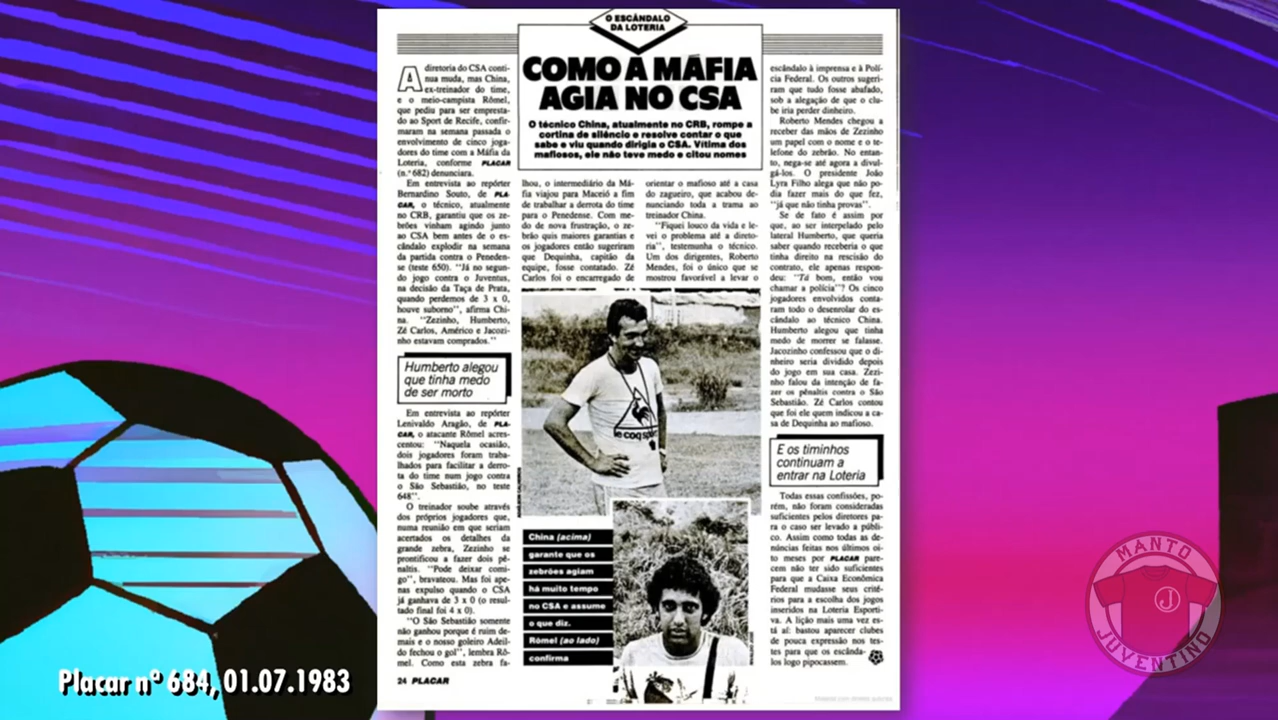 O ESCÂNDALO
DA LOTERIA
COMO A MÁFIA
AGIA NO CSA
O técnico China, atualmente no CRB, rompe a
cortina de silêncio e resolve contar o que
sabe e viu quando dirigia o CSA. Vítima dos
mafiosos, ele não teve medo e citou nomes
A diretoria do CSA conti-
nua muda, mas China,
ex-treinador do time,
e o meio-campista Rômel,
que pediu para ser empresta-
do ao Sport de Recife, confir-
maram na semana passada o
envolvimento de cinco joga-
dores do time com a Máfia da
Loteria, conforme PLACAR
(n.º 682) denunciara.
Em entrevista ao repórter
Bernardino Souto, de PLA-
CAR, o técnico, atualmente
no CRB, garantiu que os ze-
brões vinham agindo junto
ao CSA bem antes de o es-
cândalo explodir na semana
da partida contra o Peneden-
se (teste 650). "Já no segun-
do jogo contra o Juventus,
na decisão da Taça de Prata,
quando perdemos de 3 x 0,
houve suborno", afirma Chi-
na. "Zezinho, Humberto,
Zé Carlos, Américo e Jacozi-
nho estavam comprados."
Humberto alegou
que tinha medo
de ser morto
Em entrevista ao repórter
Lenivaldo Aragão, de PLA-
CAR, o atacante Rômel acres-
centou: "Naquela ocasião,
dois jogadores foram traba-
lhados para facilitar a derro-
ta do time num jogo contra
o São Sebastião, no teste
648".
O treinador soube através
dos próprios jogadores que,
numa reunião em que seriam
acertados os detalhes da
grande zebra, Zezinho se
prontificou a fazer dois pê-
naltis. "Pode deixar comi-
go", bravateou. Mas foi ape-
nas expulso quando o CSA
já ganhava de 3 x 0 (o resul-
tado final foi 4 x 0).
"O São Sebastião somente
não ganhou porque é ruim de-
mais e o nosso goleiro Adeil-
do fechou o gol", lembra Rô-
mel. Como esta zebra fa-
lhou, o intermediário da Má-
fia viajou para Maceió a fim
de trabalhar a derrota do time
para o Penedense. Com me-
do de nova frustração, o ze-
brão quis maiores garantias e
os jogadores então sugeriram
que Dequinha, capitão da
equipe, fosse contatado. Zé
Carlos foi o encarregado de
orientar o mafioso até a casa
do zagueiro, que acabou de-
nunciando toda a trama ao
treinador China.
"Fiquei louco da vida e le-
vei o problema até a direto-
ria", testemunha o técnico.
Um dos dirigentes, Roberto
Mendes, foi o único que se
mostrou favorável a levar o
escândalo à imprensa e à Polí-
cia Federal. Os outros sugeri-
ram que tudo fosse abafado,
sob a alegação de que o clu-
be iria perder dinheiro.
Roberto Mendes chegou a
receber das mãos de Zezinho
um papel com o nome e o te-
lefone do zebrão. No entan-
to, nega-se até agora a divul-
gá-los. O presidente João
Lyra Filho alega que não po-
dia fazer mais do que fez,
"já que não tinha provas".
Se de fato é assim por
que, ao ser interpelado pelo
lateral Humberto, que queria
saber quando receberia o que
tinha direito na rescisão do
contrato, ele apenas respon-
deu: "Tá bom, então vou
chamar a polícia"? Os cinco
jogadores envolvidos conta-
ram todo o desenrolar do es-
cândalo ao técnico China.
Humberto alegou que tinha
medo de morrer se falasse.
Jacozinho confessou que o di-
nheiro seria dividido depois
do jogo em sua casa. Zezi-
nho falou da intenção de fa-
zer os pênaltis contra o São
Sebastião. Zé Carlos contou
que foi ele quem indicou a ca-
sa de Dequinha ao mafioso.
E os timinhos
continuam a
entrar na Loteria
Todas essas confissões, po-
rém, não foram consideradas
suficientes pelos diretores pa-
ra o caso ser levado a públi-
co. Assim como todas as de-
núncias feitas nos últimos oi-
to meses por PLACAR pare-
cem não ter sido suficientes
para que a Caixa Econômica
Federal mudasse seus crité-
rios para a escolha dos jogos
inseridos na Loteria Esporti-
va. A lição mais uma vez es-
tá aí: bastou aparecer clubes
de pouca expressão nos tes-
tes para que os escânda-
los logo pipocassem.
le coq sport
China (acima)
garante que os
zebrões agiam
há muito tempo
no CSA e assume
o que diz.
Rômel (ao lado)
confirma
24 PLACAR
Placar nº 684, 01.07.1983
MANTO
J
JUVENTINO